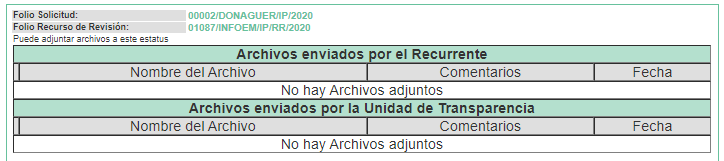 Folio Solicitud: 00002/DONAGUER/IP/2020
Folio Recurso de Revisión: 01087/INFOEM/IP/RR/2020
Puede adjuntar archivos a este estatus
Archivos enviados por el Recurrente
Nombre del Archivo Comentarios Fecha
No hay Archivos adjuntos
Archivos enviados por la Unidad de Transparencia
Nombre del Archivo Comentarios Fecha
No hay Archivos adjuntos